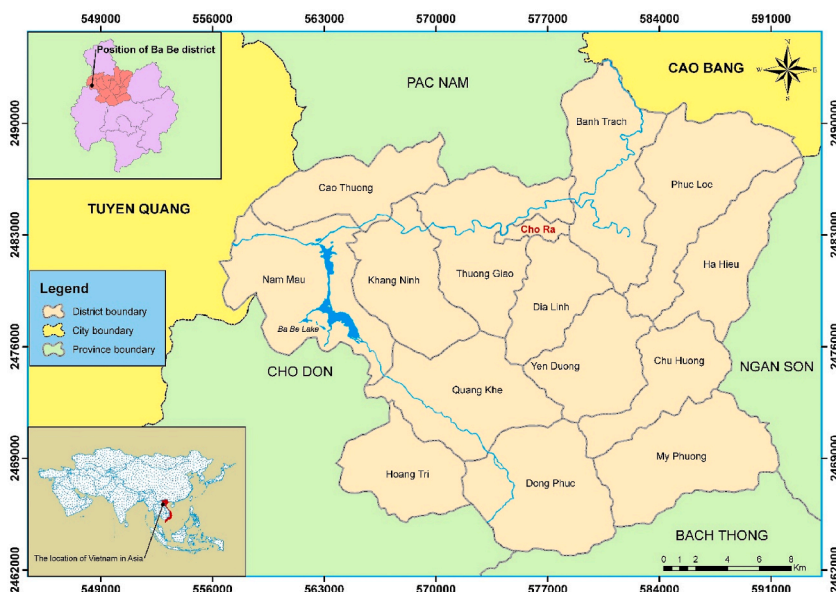 549000 556000 563000 570000 577000 584000 591000
Position of Ba Be district
PAC NAM
CAO BANG
N
W E
S
2490000
2490000
Banh Trach
Phuc Loc
Cao Thuong
TUYEN QUANG
2483000
2483000
Cho Ra
Ha Hieu
Nam Mau
Khang Ninh
Thuong Giao
Dia Linh
Legend
District boundary
City boundary
Province boundary
Ba Be Lake
2476000
2476000
CHO DON
Yen Duong
Chu Huong
NGAN SON
Quang Khe
2469000
2469000
My Phuong
Hoang Tri
Dong Phuc
BACH THONG
The location of Vietnam in Asia
0 1 2 4 6 8
Km
2462000
2462000
549000 556000 563000 570000 577000 584000 591000